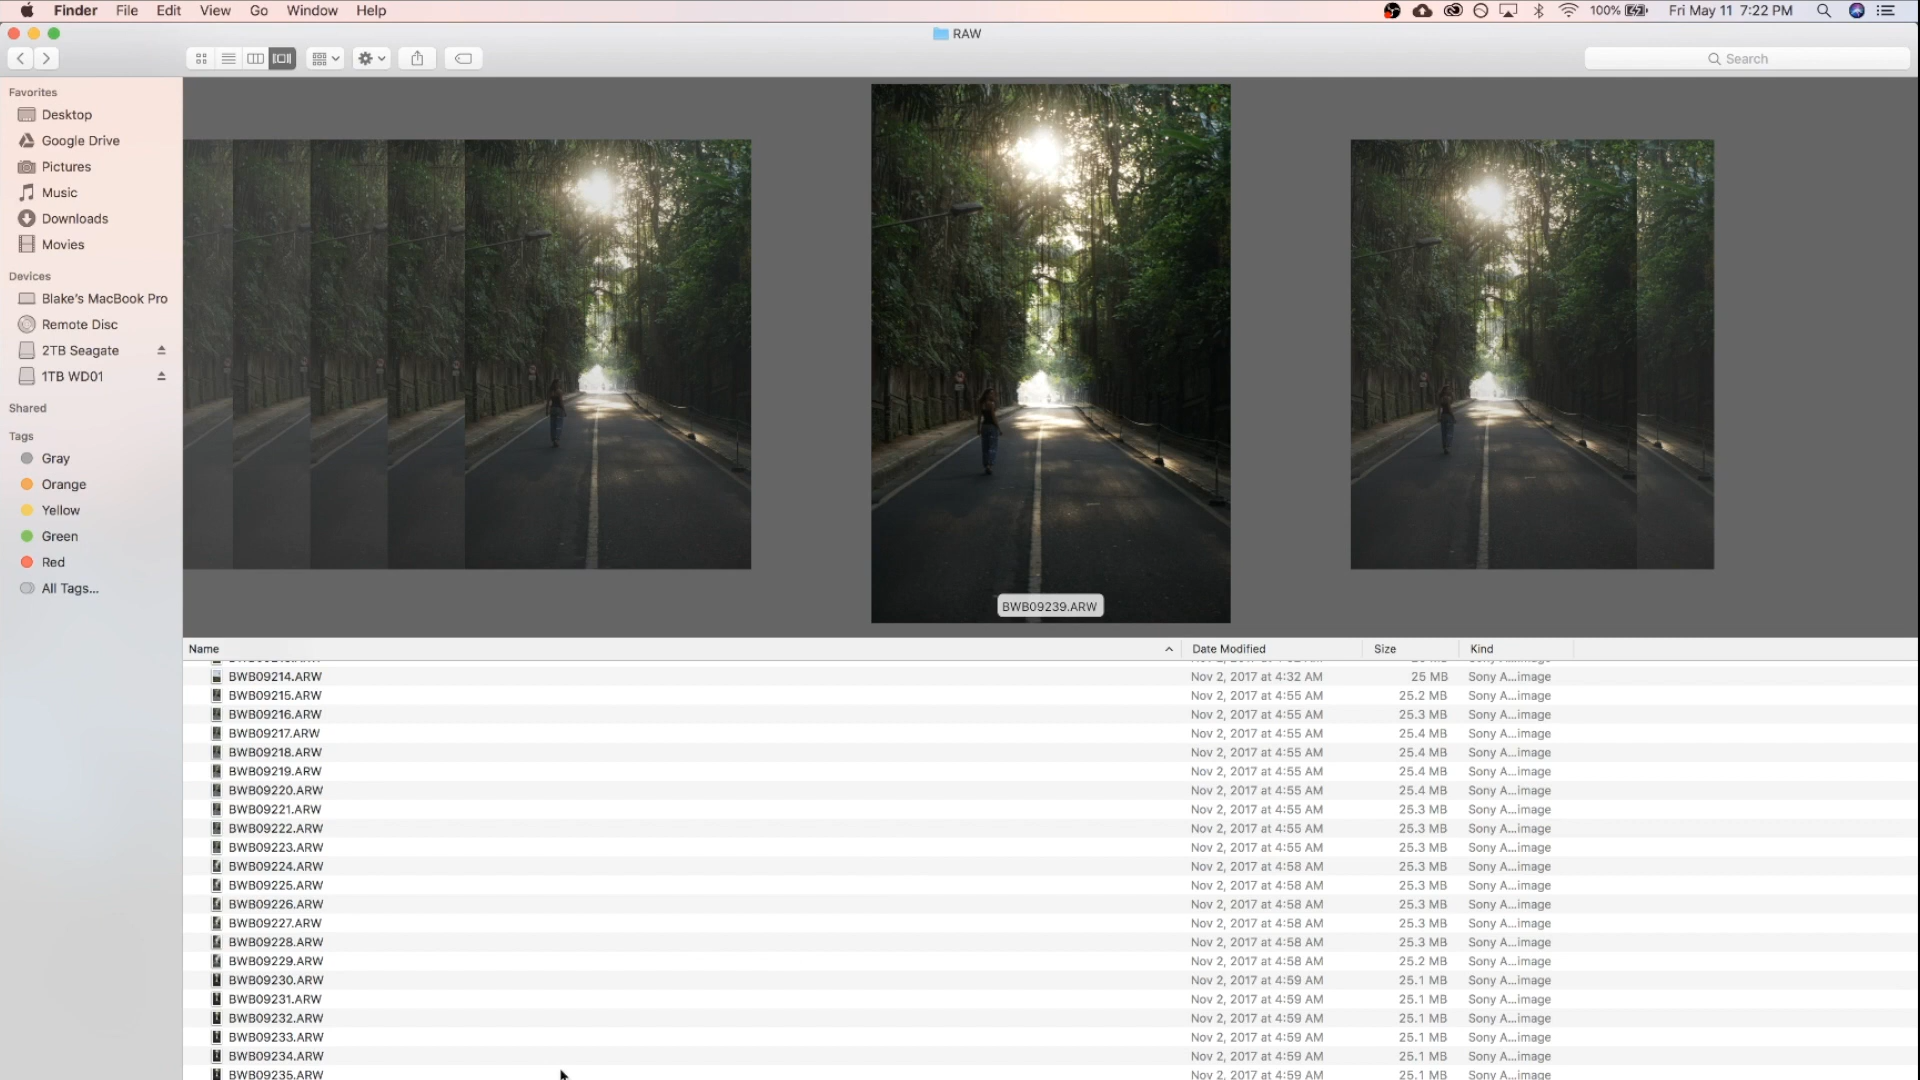 Finder File Edit View Go Window Help 100% Fri May 11 7:22 PM
RAW
Search
Favorites
Desktop
Google Drive
Pictures
Music
Downloads
Movies
Devices
Blake's MacBook Pro
Remote Disc
2TB Seagate
1TB WD01
Shared
Tags
Gray
Orange
Yellow
Green
Red
All Tags...
BWB09239.ARW
Name Date Modified Size Kind
BWB09214.ARW Nov 2, 2017 at 4:32 AM 25 MB Sony A...image
BWB09215.ARW Nov 2, 2017 at 4:55 AM 25.2 MB Sony A...image
BWB09216.ARW Nov 2, 2017 at 4:55 AM 25.3 MB Sony A...image
BWB09217.ARW Nov 2, 2017 at 4:55 AM 25.4 MB Sony A...image
BWB09218.ARW Nov 2, 2017 at 4:55 AM 25.4 MB Sony A...image
BWB09219.ARW Nov 2, 2017 at 4:55 AM 25.4 MB Sony A...image
BWB09220.ARW Nov 2, 2017 at 4:55 AM 25.4 MB Sony A...image
BWB09221.ARW Nov 2, 2017 at 4:55 AM 25.3 MB Sony A...image
BWB09222.ARW Nov 2, 2017 at 4:55 AM 25.3 MB Sony A...image
BWB09223.ARW Nov 2, 2017 at 4:55 AM 25.3 MB Sony A...image
BWB09224.ARW Nov 2, 2017 at 4:58 AM 25.3 MB Sony A...image
BWB09225.ARW Nov 2, 2017 at 4:58 AM 25.3 MB Sony A...image
BWB09226.ARW Nov 2, 2017 at 4:58 AM 25.3 MB Sony A...image
BWB09227.ARW Nov 2, 2017 at 4:58 AM 25.3 MB Sony A...image
BWB09228.ARW Nov 2, 2017 at 4:58 AM 25.3 MB Sony A...image
BWB09229.ARW Nov 2, 2017 at 4:58 AM 25.2 MB Sony A...image
BWB09230.ARW Nov 2, 2017 at 4:59 AM 25.1 MB Sony A...image
BWB09231.ARW Nov 2, 2017 at 4:59 AM 25.1 MB Sony A...image
BWB09232.ARW Nov 2, 2017 at 4:59 AM 25.1 MB Sony A...image
BWB09233.ARW Nov 2, 2017 at 4:59 AM 25.1 MB Sony A...image
BWB09234.ARW Nov 2, 2017 at 4:59 AM 25.1 MB Sony A...image
BWB09235.ARW Nov 2, 2017 at 4:59 AM 25.1 MB Sony A...image